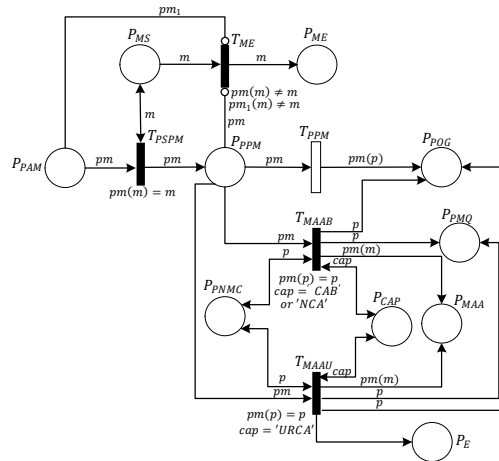 pm₁
P_MS
T_ME
P_ME
m
m
pm(m) ≠ m
pm₁(m) ≠ m
pm
m
T_PSPM
P_PPM
T_PPM
P_POG
P_PAM
pm
pm
pm
pm(p)
pm(m) = m
T_MAAB
p
p
P_PMQ
pm
pm(m)
p
cap
pm(p) = p
cap = 'CAB'
or 'NCA'
P_PNMC
P_CAP
P_MAA
T_MAAU
p
cap
pm(m)
pm
p
p
pm(p) = p
cap = 'URCA'
P_E